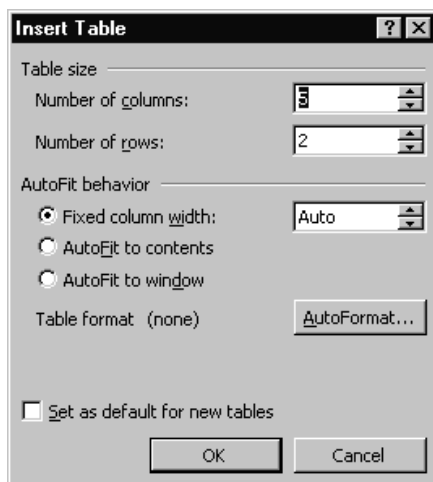 Insert Table
Table size
Number of columns: 5
Number of rows: 2
AutoFit behavior
Fixed column width: Auto
AutoFit to contents
AutoFit to window
Table format (none) AutoFormat...
Set as default for new tables
OK Cancel